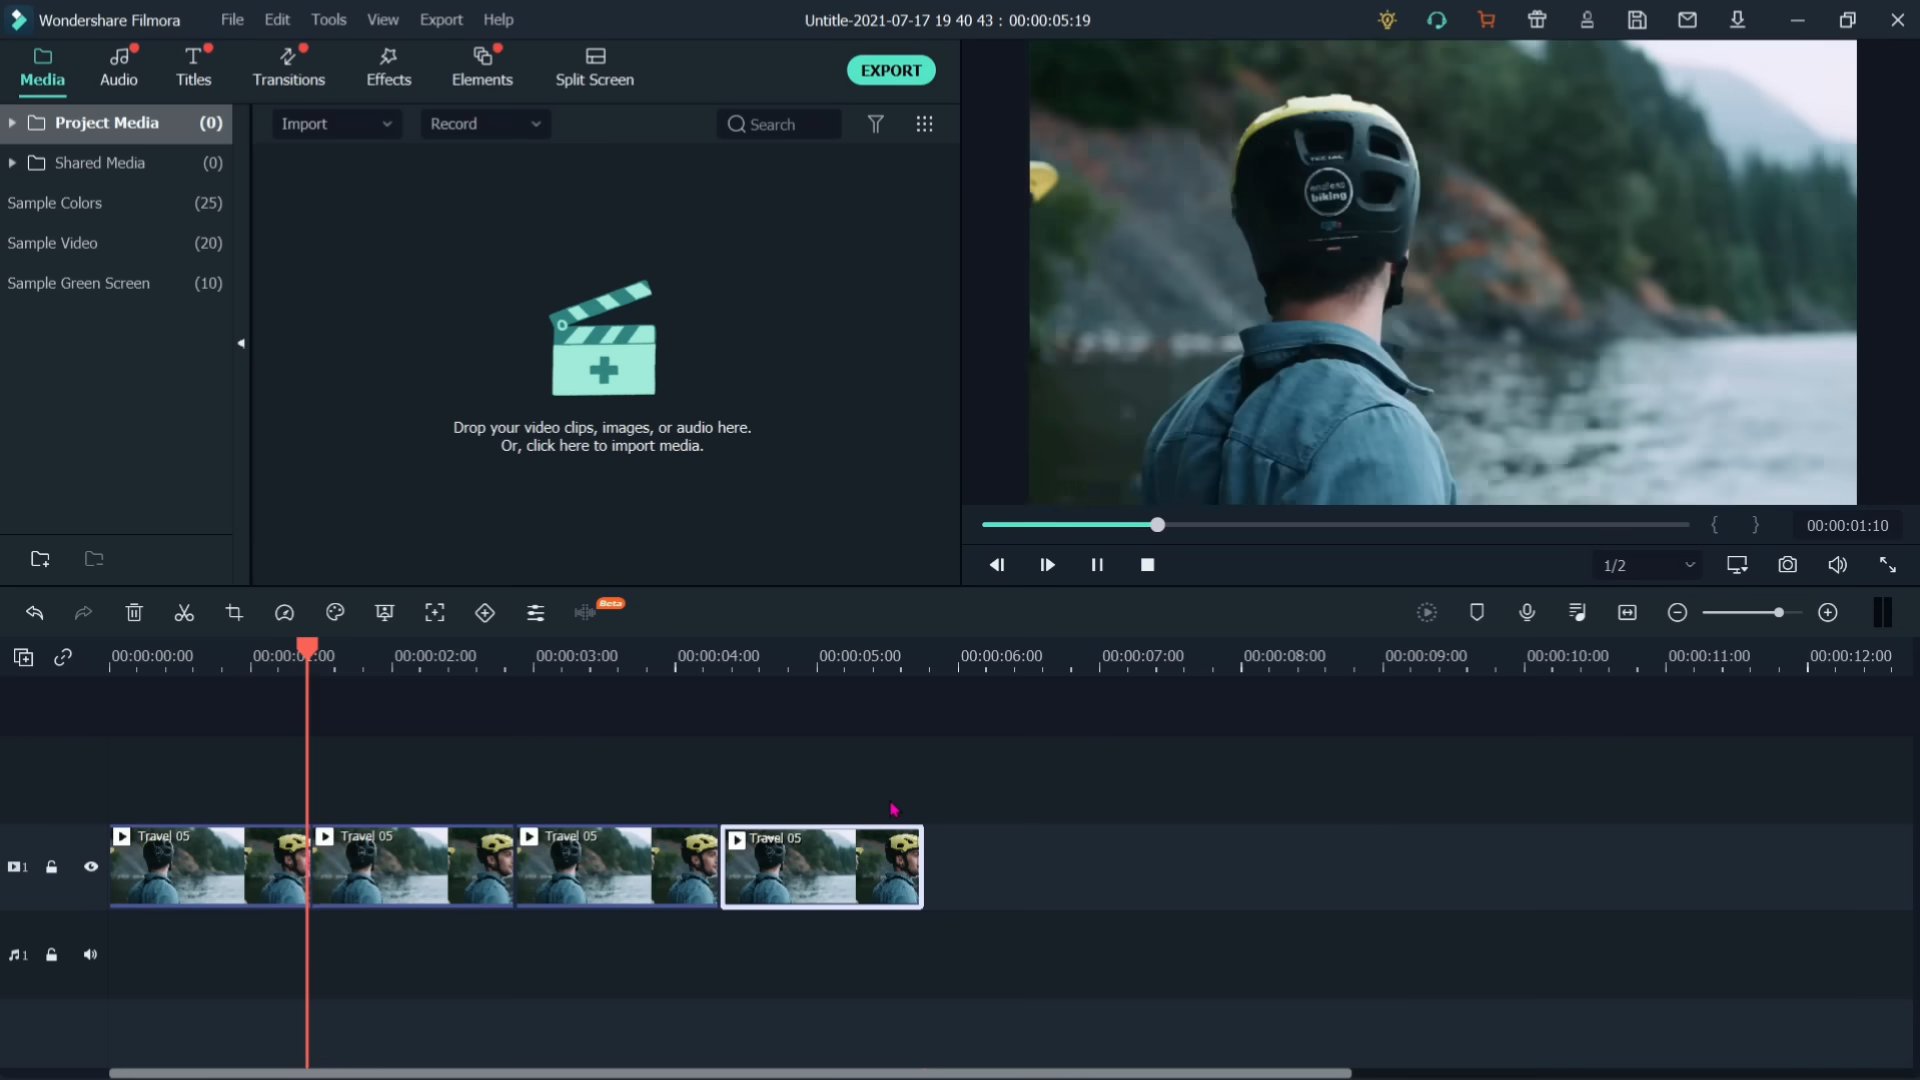 Wondershare Filmora File Edit Tools View Export Help Untitle-2021-07-17 19 40 43 : 00:00:05:19
Media Audio Titles Transitions Effects Elements Split Screen EXPORT
Project Media (0) Import Record Search
Shared Media (0)
Sample Colors (25)
Sample Video (20)
Sample Green Screen (10)
Drop your video clips, images, or audio here.
Or, click here to import media.
endless
biking
00:00:01:10
1/2
Beta
00:00:00:00 00:00:02:00 00:00:03:00 00:00:04:00 00:00:05:00 00:00:06:00 00:00:07:00 00:00:08:00 00:00:09:00 00:00:10:00 00:00:11:00 00:00:12:00
Travel 05 Travel 05 Travel 05 Travel 05
1
1